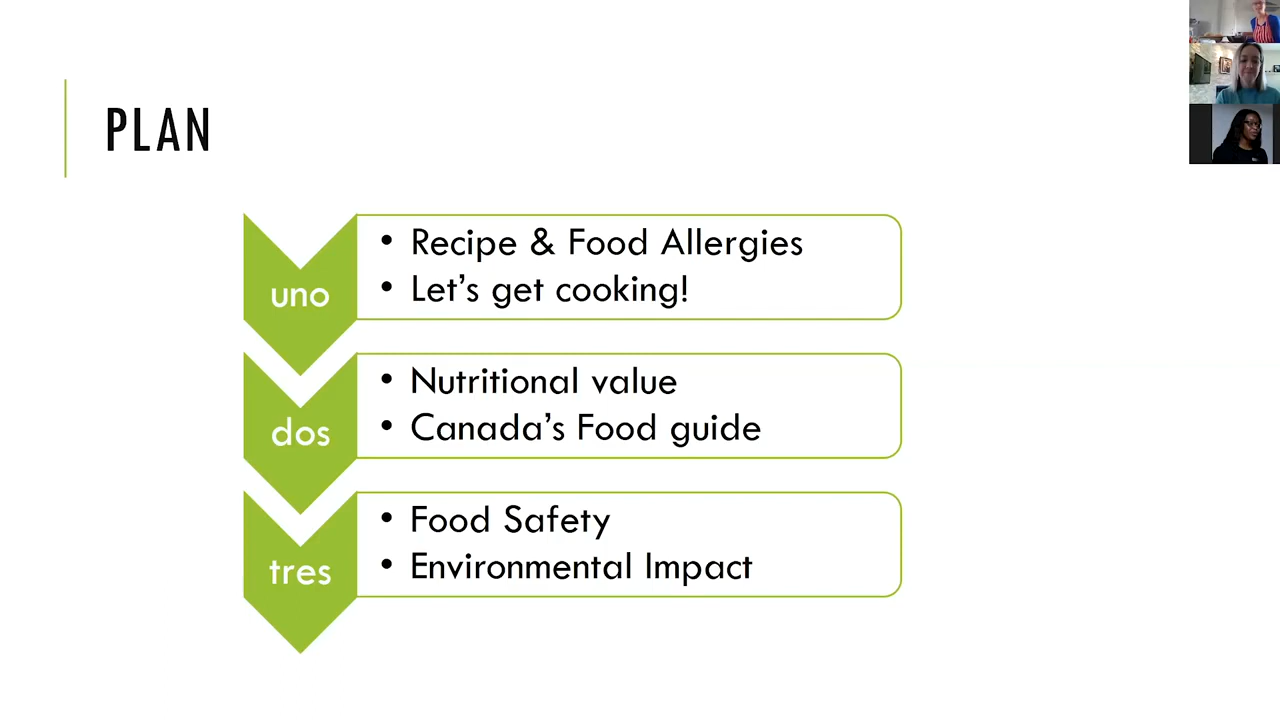 PLAN
uno
• Recipe & Food Allergies
• Let's get cooking!
dos
• Nutritional value
• Canada's Food guide
tres
• Food Safety
• Environmental Impact